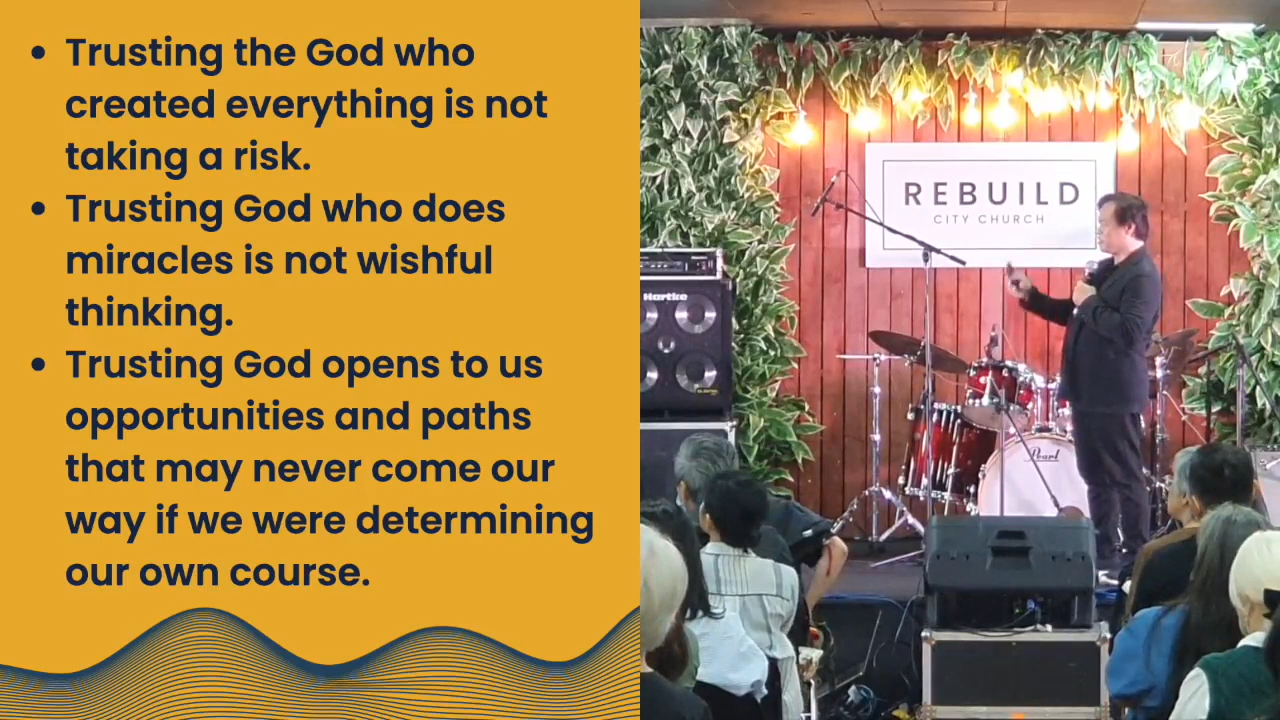 • Trusting the God who
created everything is not
taking a risk.
• Trusting God who does
miracles is not wishful
thinking.
• Trusting God opens to us
opportunities and paths
that may never come our
way if we were determining
our own course.
REBUILD
CITY CHURCH
Hartke
Pearl